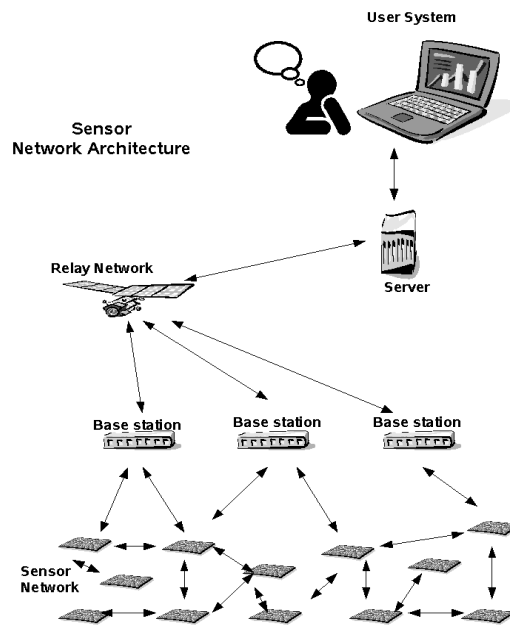 User System
Sensor
Network Architecture
Relay Network
Server
Base station
Base station
Base station
Sensor
Network